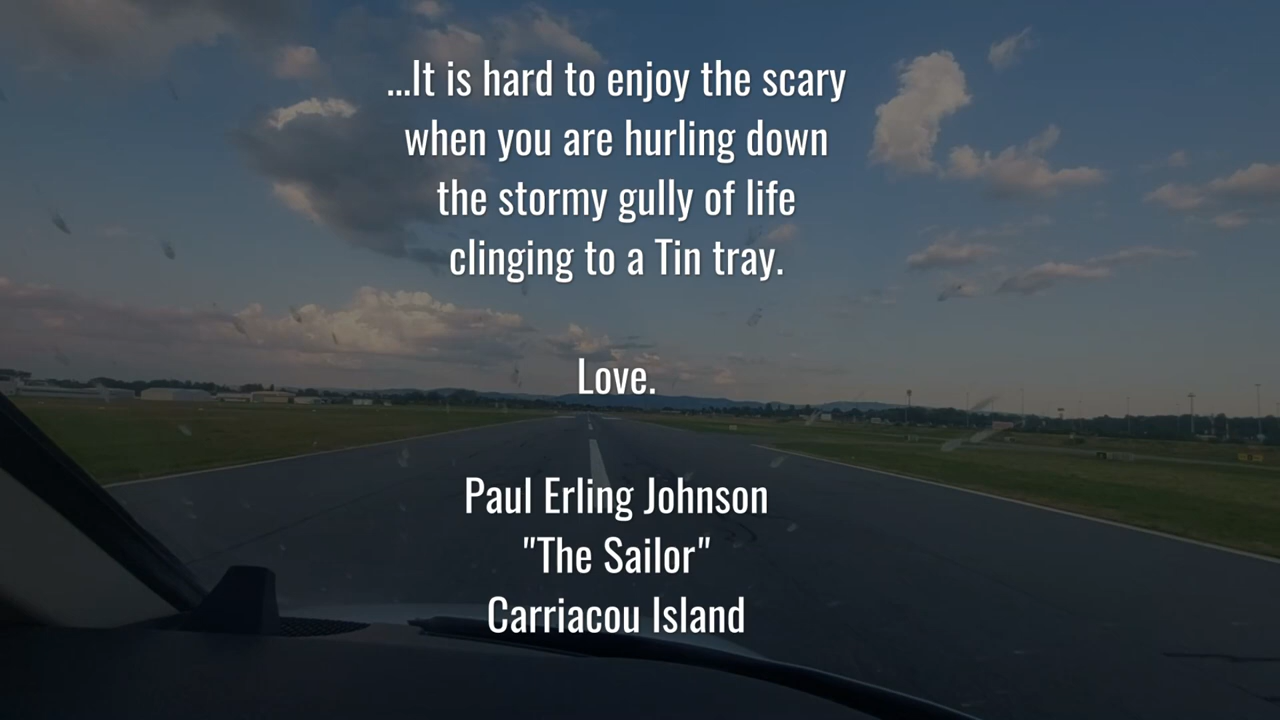 ...It is hard to enjoy the scary
when you are hurling down
the stormy gully of life
clinging to a Tin tray.
Love.
Paul Erling Johnson
"The Sailor"
Carriacou Island